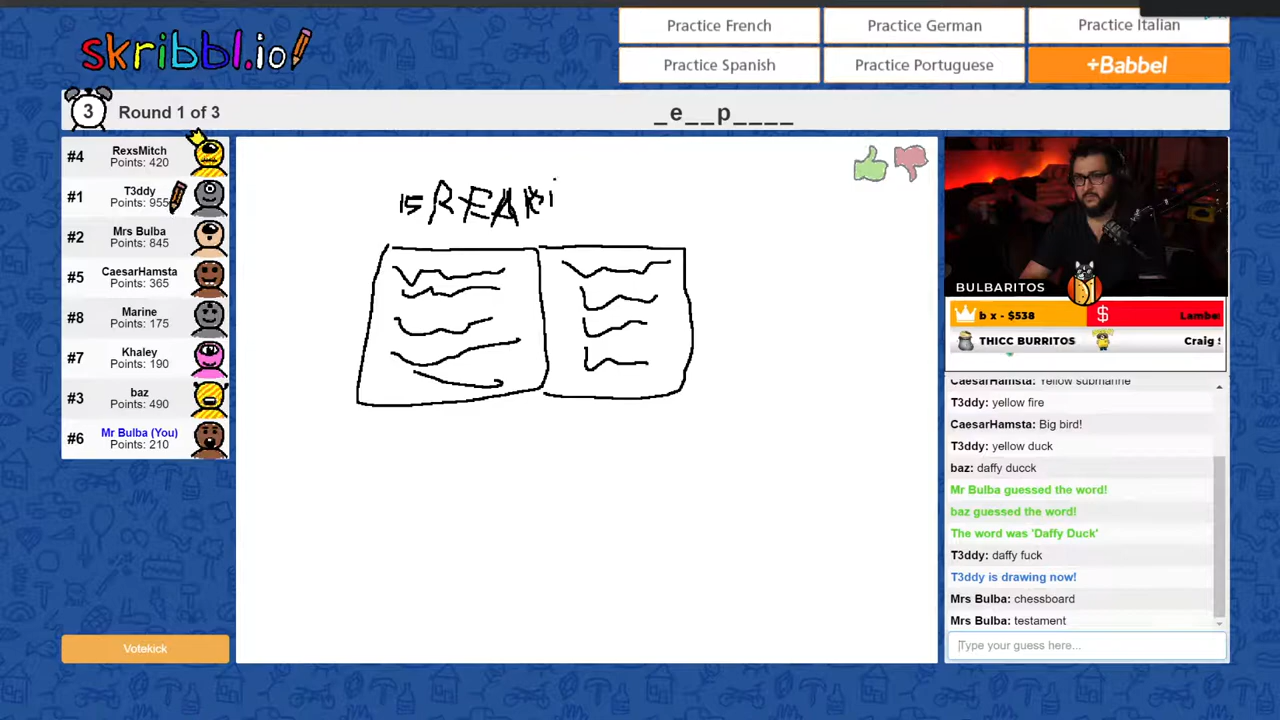 Practice French
Practice German
Practice Italian
skribbl.io
Practice Spanish
Practice Portuguese
+Babbel
3
Round 1 of 3
_e__p____
#4
RexsMitch
Points: 420
#1
T3ddy
Points: 955
#2
Mrs Bulba
Points: 845
#5
CaesarHamsta
Points: 365
#8
Marine
Points: 175
#7
Khaley
Points: 190
#3
baz
Points: 490
#6
Mr Bulba (You)
Points: 210
Votekick
BULBARITOS
b x - $538
$
Lambe
THICC BURRITOS
Craig
CaesarHamsta: Yellow submarine
T3ddy: yellow fire
CaesarHamsta: Big bird!
T3ddy: yellow duck
baz: daffy ducck
Mr Bulba guessed the word!
baz guessed the word!
The word was 'Daffy Duck'
T3ddy: daffy fuck
T3ddy is drawing now!
Mrs Bulba: chessboard
Mrs Bulba: testament
Type your guess here...